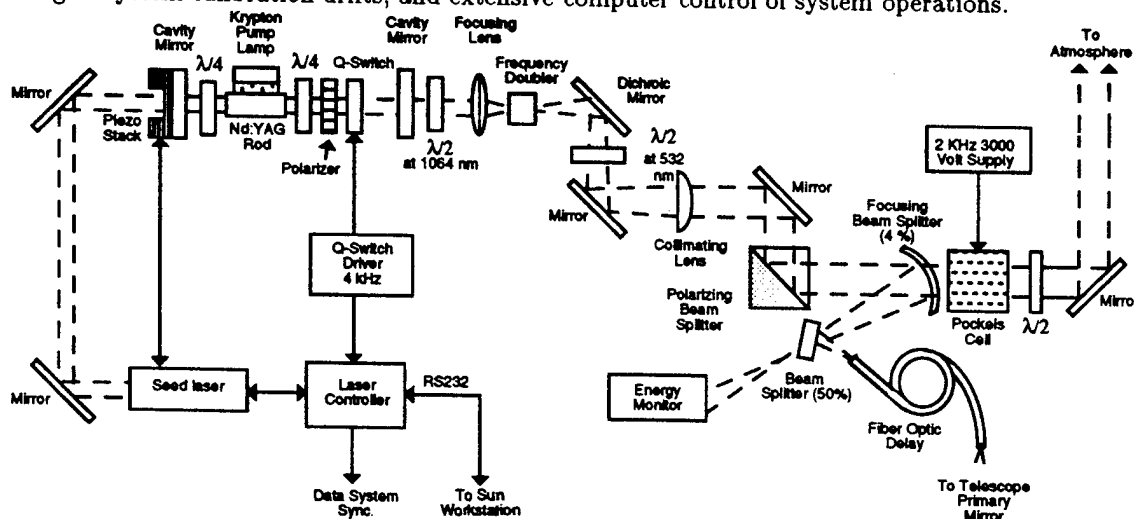 system calibration drifts, and extensive computer control of system operations.
Cavity
Mirror
Krypton
Pump
Lamp
λ/4
λ/4
Q-Switch
Cavity
Mirror
Focusing
Lens
Frequency
Doubler
Dichroic
Mirror
To
Atmosphere
Mirror
Piezo
Stack
Nd:YAG
Rod
Polarizer
λ/2
at 1064 nm
λ/2
at 532
nm
2 KHz 3000
Volt Supply
Mirror
Mirror
Collimating
Lens
Focusing
Beam Splitter
(4 %)
Q-Switch
Driver
4 kHz
Polarizing
Beam
Splitter
Pockels
Cell
λ/2
Mirro
Mirror
Seed laser
Laser
Controller
RS232
Energy
Monitor
Beam
Splitter (50%)
Fiber Optic
Delay
Data System
Sync.
To Sun
Workstation
To Telescope
Primary
Mirror